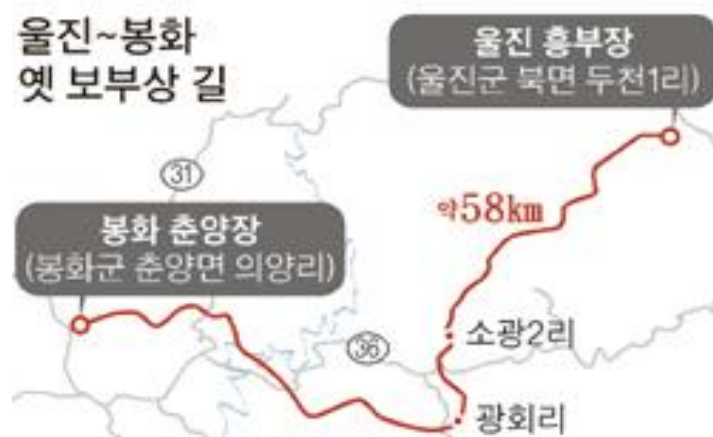 울진~봉화
옛 보부상 길
울진 흥부장
(울진군 북면 두천1리)
31
약58km
봉화 춘양장
(봉화군 춘양면 의양리)
36
소광2리
광회리